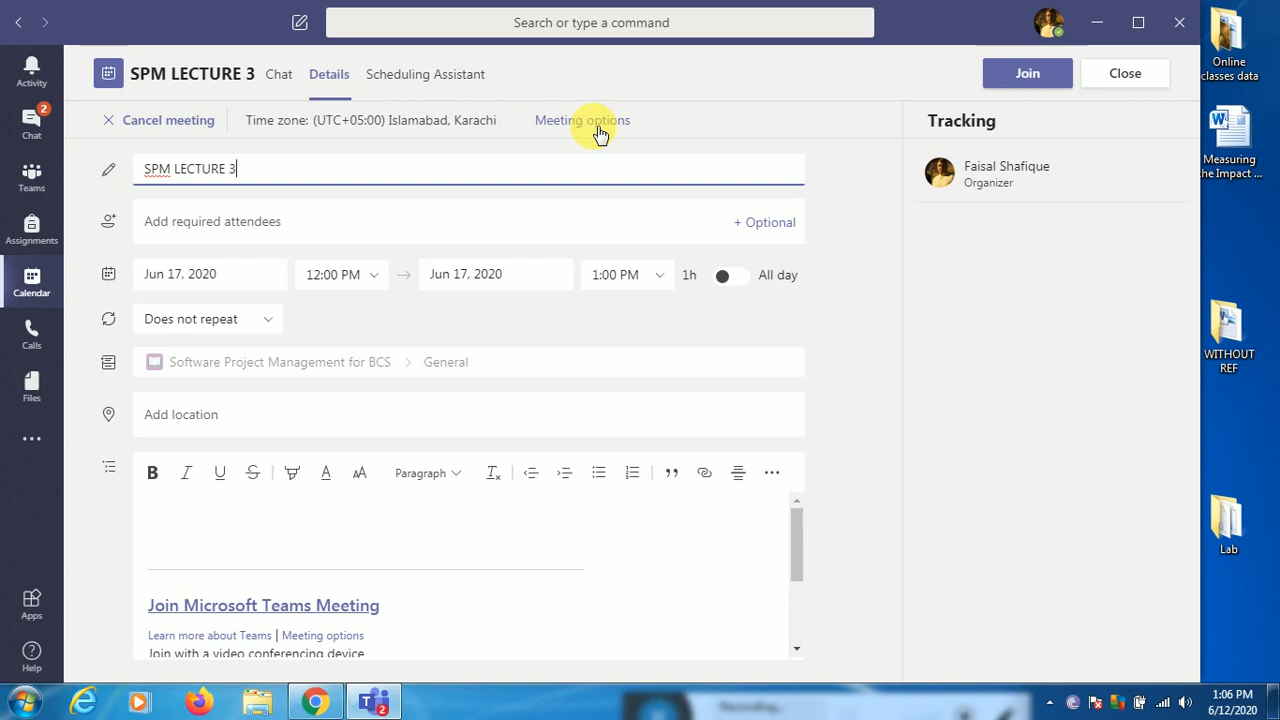 Search or type a command
Activity
Chat
2
Teams
Assignments
Calendar
Calls
Files
Apps
Help
SPM LECTURE 3
Chat
Details
Scheduling Assistant
Join
Close
Cancel meeting
Time zone: (UTC+05:00) Islamabad, Karachi
Meeting options
SPM LECTURE 3
Add required attendees
+ Optional
Jun 17, 2020
12:00 PM
Jun 17, 2020
1:00 PM
1h
All day
Does not repeat
Software Project Management for BCS > General
Add location
B I U S A AA Paragraph
Join Microsoft Teams Meeting
Learn more about Teams | Meeting options
Join with a video conferencing device
Tracking
Faisal Shafique
Organizer
Online
classes data
Measuring
the Impact ...
WITHOUT
REF
Lab
2
Recording...
1:06 PM
6/12/2020